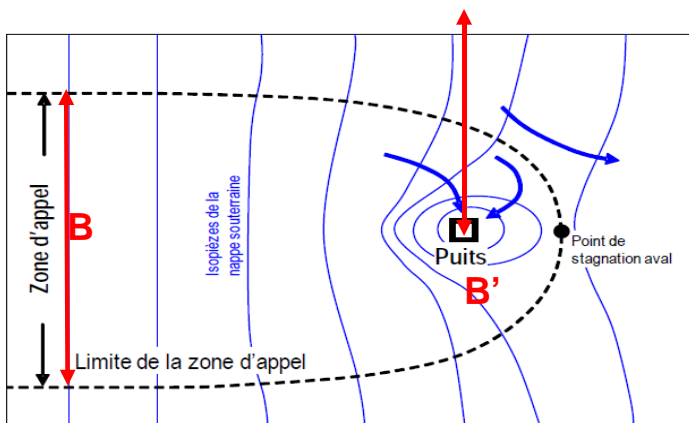 Zone d'appel
B
Isopièzes de la
nappe souterraine
Puits
B'
Point de
stagnation aval
Limite de la zone d'appel